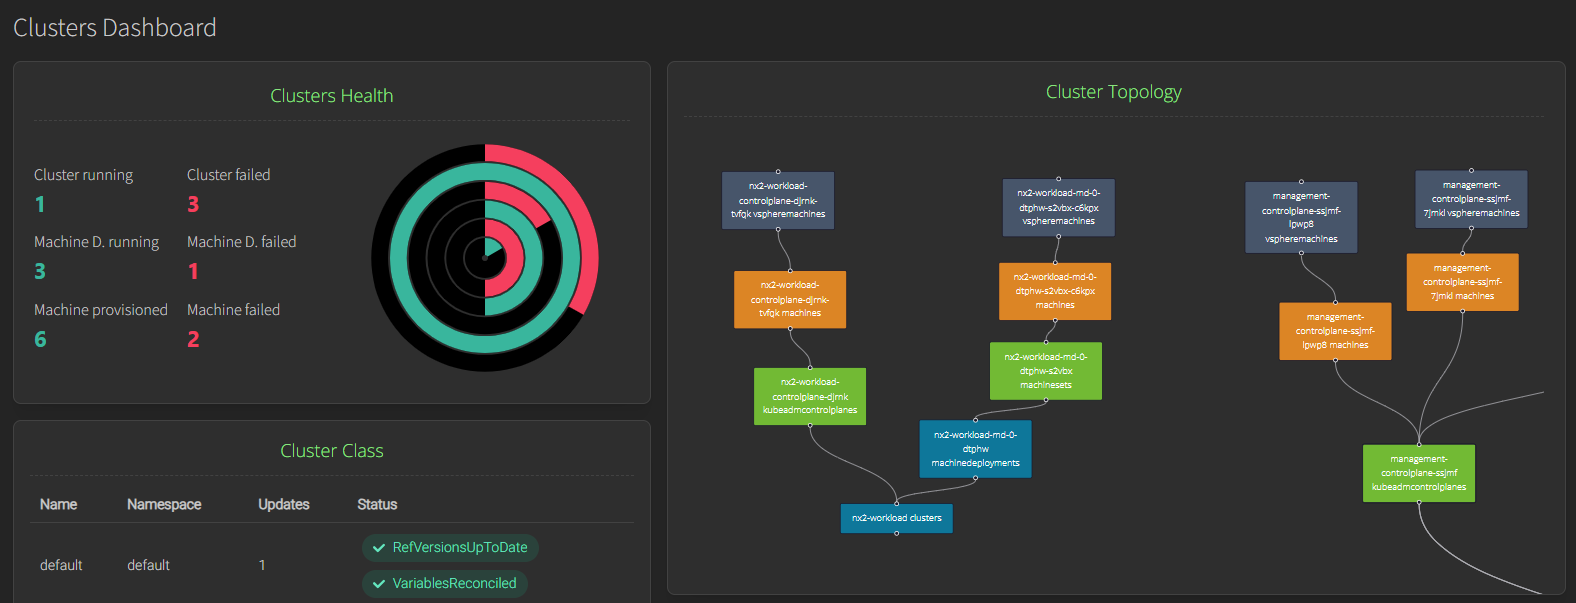 Clusters Dashboard
Clusters Health
Cluster running
Cluster failed
1
3
Machine D. running
Machine D. failed
3
1
Machine provisioned
Machine failed
6
2
Cluster Class
Name Namespace Updates Status
default default 1
RefVersionsUpToDate
VariablesReconciled
Cluster Topology
nx2-workload-
controlplane-djrnk-
tvfqk vspheremachines
nx2-workload-md-0-
dtphw-s2vbx-c6kpx
vspheremachines
management-
controlplane-ssjmf-
lpwp8
vspheremachines
management-
controlplane-ssjmf-
7jmkl vspheremachines
nx2-workload-
controlplane-djrnk-
tvfqk machines
nx2-workload-md-0-
dtphw-s2vbx-c6kpx
machines
management-
controlplane-ssjmf-
lpwp8 machines
management-
controlplane-ssjmf-
7jmkl machines
nx2-workload-
controlplane-djrnk
kubeadmcontrolplanes
nx2-workload-md-0-
dtphw-s2vbx
machinesets
nx2-workload-md-0-
dtphw
machinedeployments
management-
controlplane-ssjmf
kubeadmcontrolplanes
nx2-workload clusters